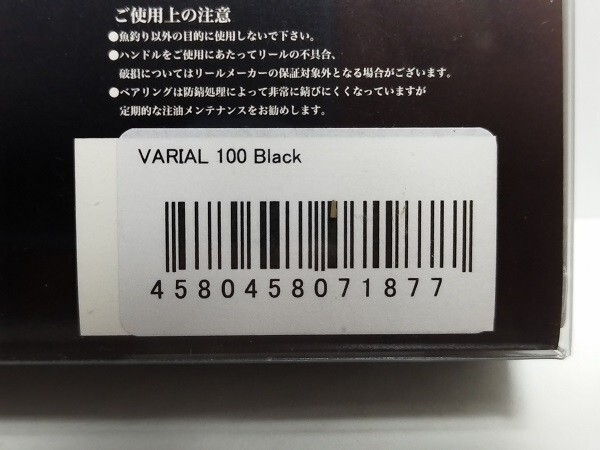 ご使用上の注意
●魚釣り以外の目的に使用しないで下さい。
●ハンドルをご使用にあたってリールの不具合、
破損についてはリールメーカーの保証対象外となる場合がございます。
●ベアリングは防錆処理によって非常に錆びにくくなっていますが
定期的な注油メンテナンスをお勧めします。
VARIAL 100 Black
4580458071877